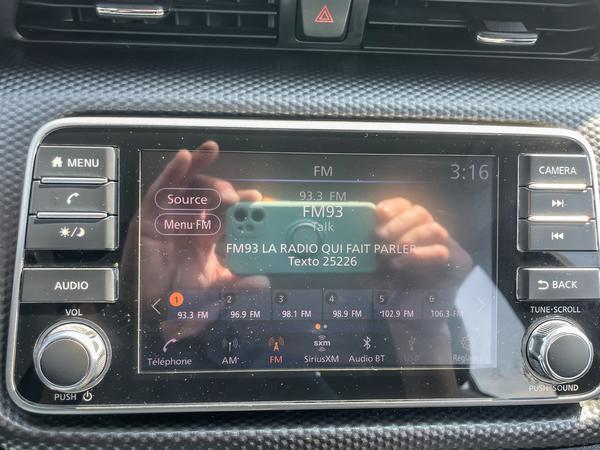 MENU
AUDIO
VOL
PUSH
FM
3:16
Source
Menu FM
93.3 FM
FM93
Talk
FM93 LA RADIO QUI FAIT PARLER
Texto 25226
1 2 3 4 5 6
93.3 FM 96.9 FM 98.1 FM 98.9 FM 102.9 FM 106.3 FM
sxm
Téléphone AM FM SiriusXM Audio BT USB Réglages
CAMERA
BACK
TUNE·SCROLL
PUSH·SOUND